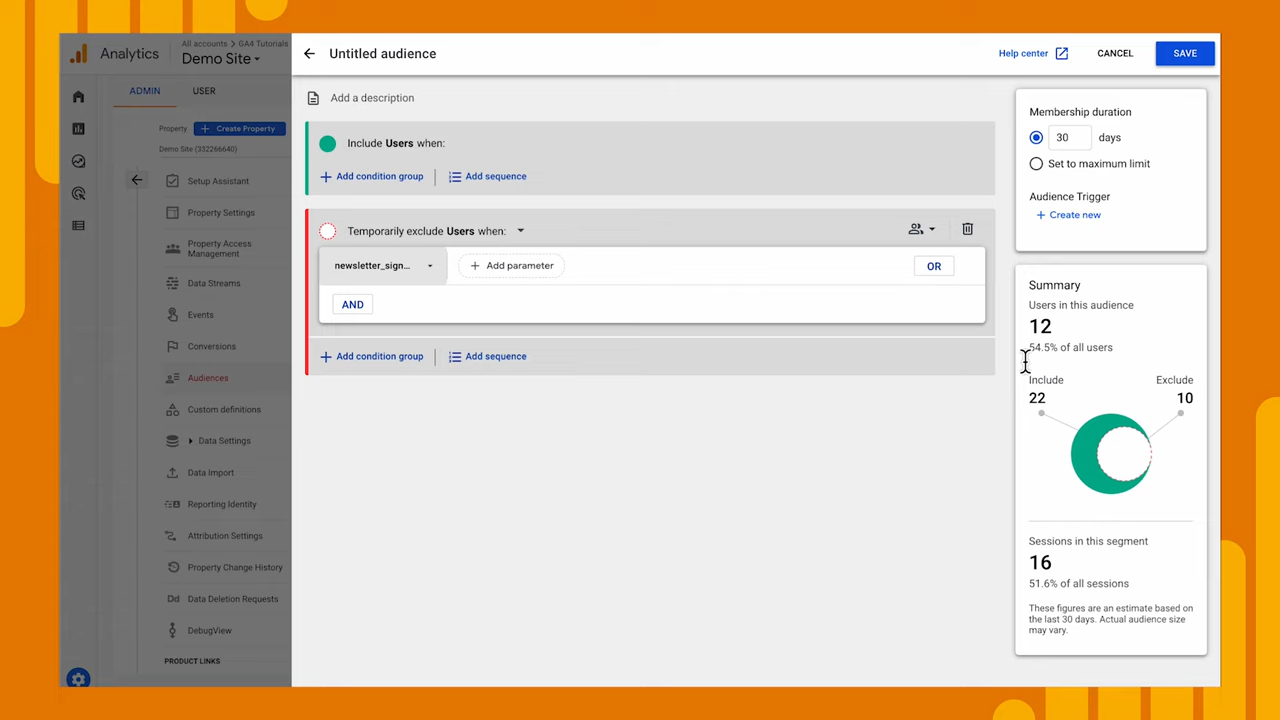 Analytics
All accounts > GA4 Tutorials
Demo Site
ADMIN
USER
Property
+ Create Property
Demo Site (332266640)
Setup Assistant
Property Settings
Property Access
Management
Data Streams
Events
Conversions
Audiences
Custom definitions
Data Settings
Data Import
Reporting Identity
Attribution Settings
Property Change History
Dd Data Deletion Requests
DebugView
PRODUCT LINKS
Untitled audience
Help center
CANCEL
SAVE
Add a description
Include Users when:
+ Add condition group
Add sequence
Temporarily exclude Users when:
newsletter_sign...
+ Add parameter
OR
AND
+ Add condition group
Add sequence
Membership duration
30 days
Set to maximum limit
Audience Trigger
+ Create new
Summary
Users in this audience
12
54.5% of all users
Include
22
Exclude
10
Sessions in this segment
16
51.6% of all sessions
These figures are an estimate based on
the last 30 days. Actual audience size
may vary.